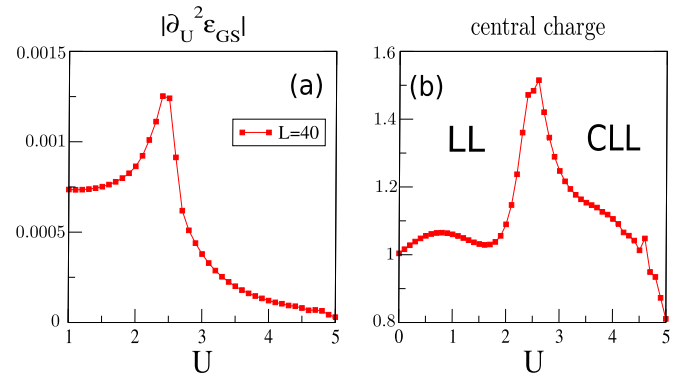 |∂_U²ε_GS|
0.0015
0.001
0.0005
0
(a)
L=40
1 2 3 4 5
U
central charge
1.6
1.4
1.2
1
0.8
(b)
LL
CLL
0 1 2 3 4 5
U